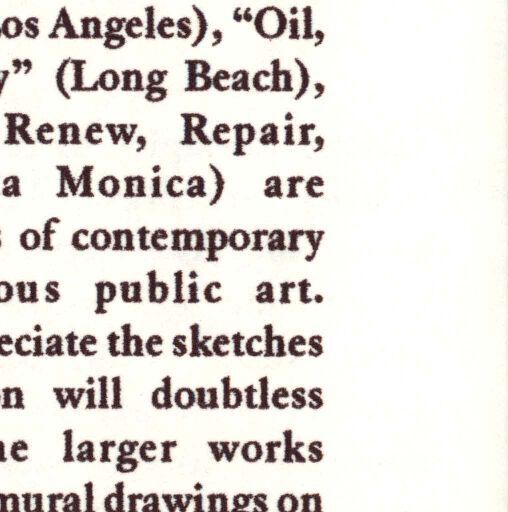 os Angeles), “Oil,
y” (Long Beach),
Renew, Repair,
a Monica) are
s of contemporary
ous public art.
eciate the sketches
n will doubtless
ne larger works
mural drawings on